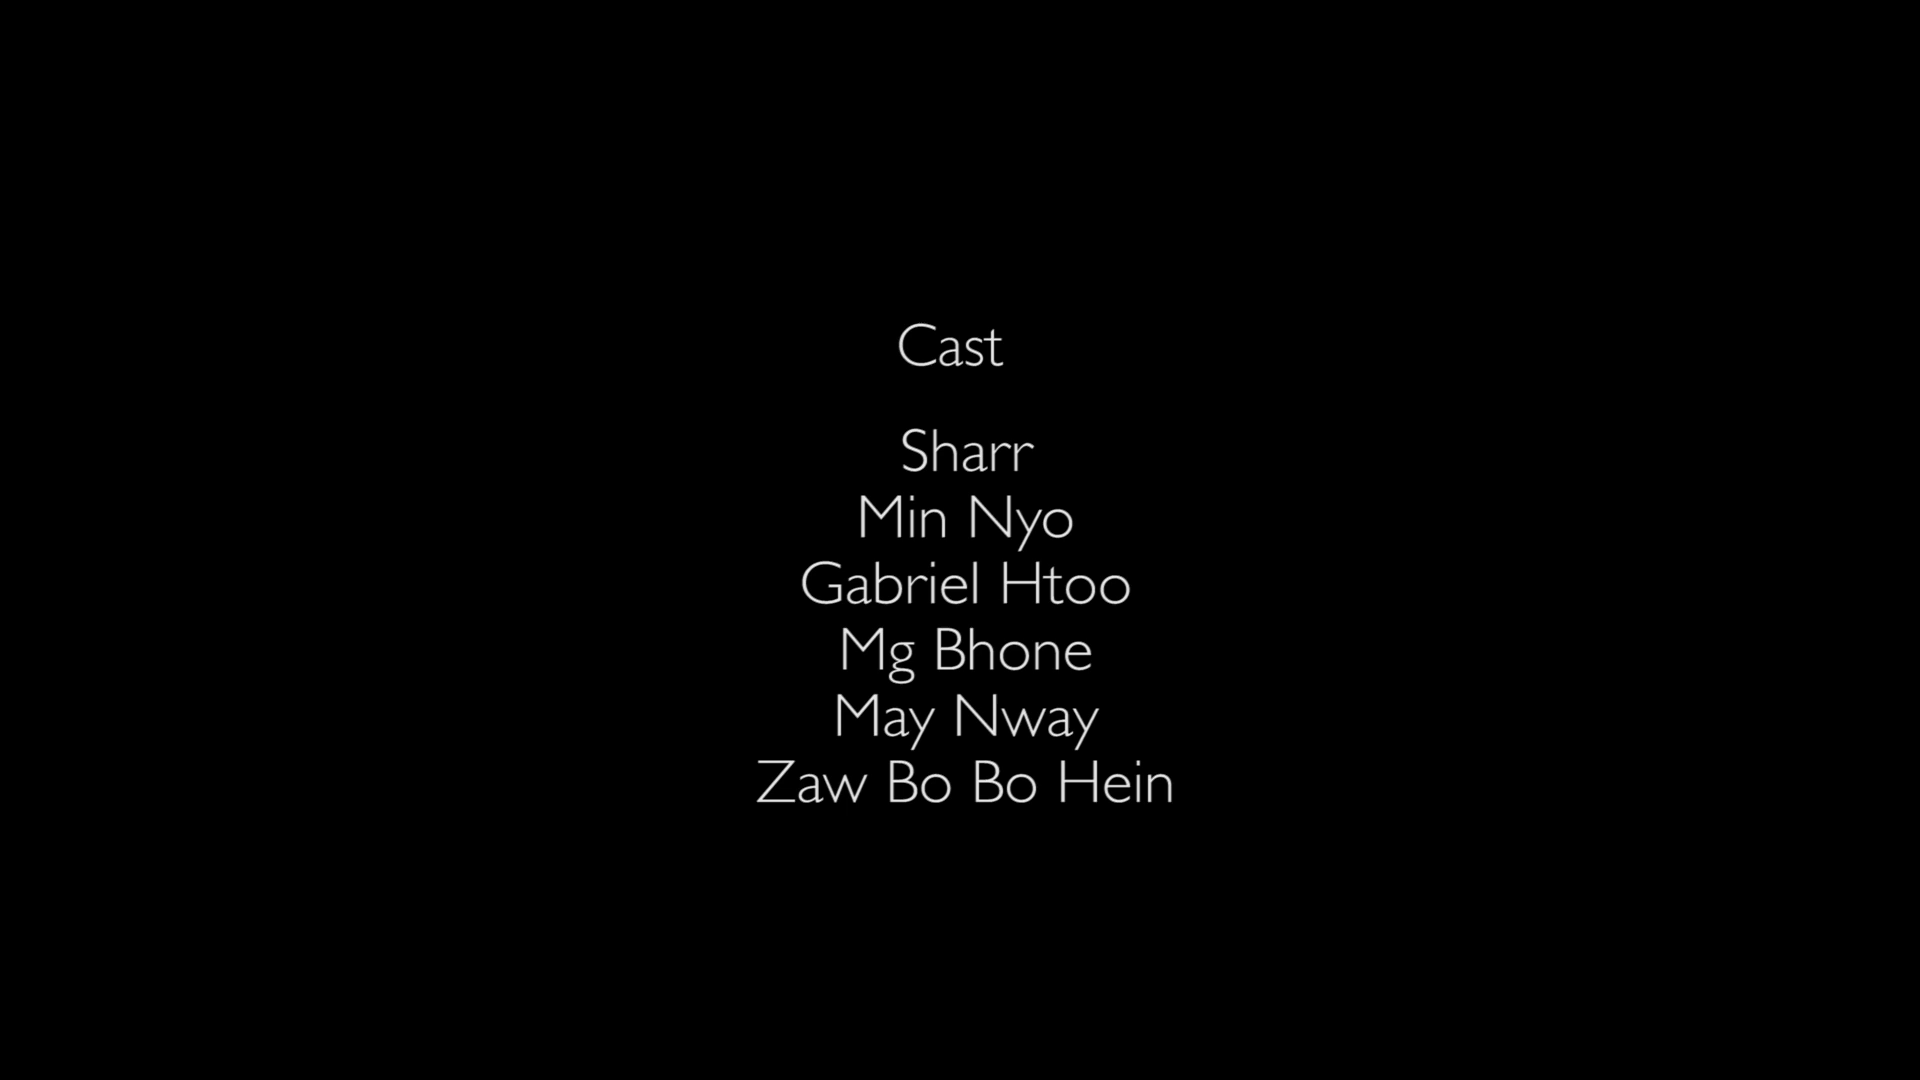 Cast
Sharr
Min Nyo
Gabriel Htoo
Mg Bhone
May Nway
Zaw Bo Bo Hein